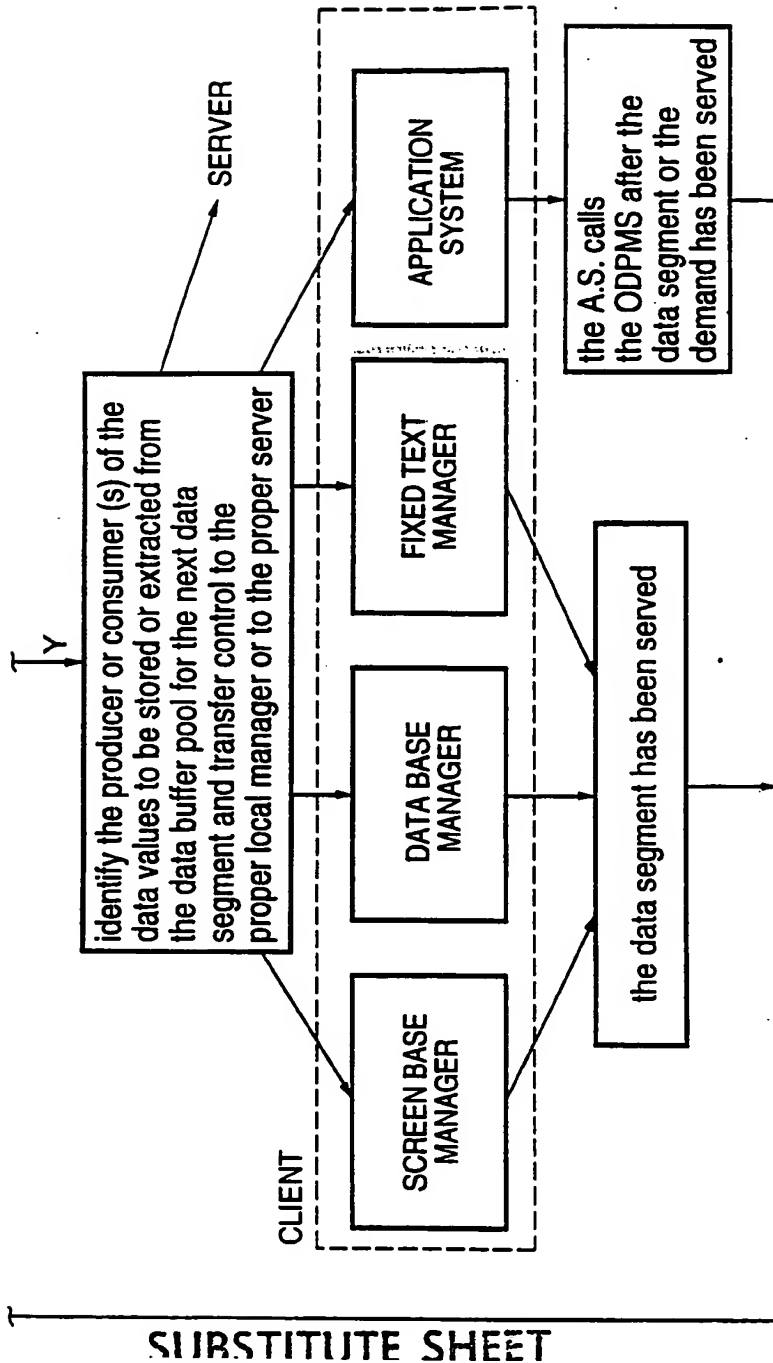 Y
identify the producer or consumer (s) of the
data values to be stored or extracted from
the data buffer pool for the next data
segment and transfer control to the
proper local manager or to the proper server
SERVER
CLIENT
SCREEN BASE
MANAGER
DATA BASE
MANAGER
FIXED TEXT
MANAGER
APPLICATION
SYSTEM
the data segment has been served
the A.S. calls
the ODPMS after the
data segment or the
demand has been served
SUBSTITUTE SHEET